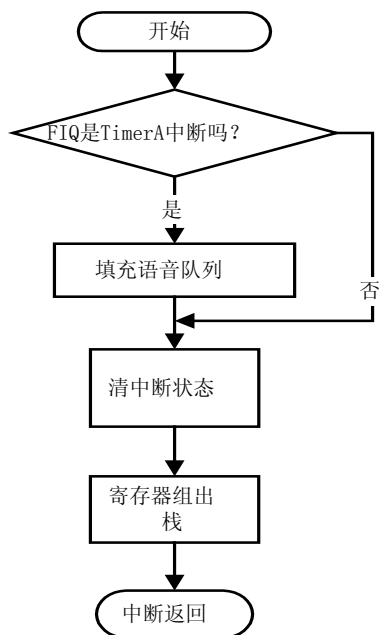 开始
FIQ是TimerA中断吗？
是
填充语音队列
否
清中断状态
寄存器组出
栈
中断返回